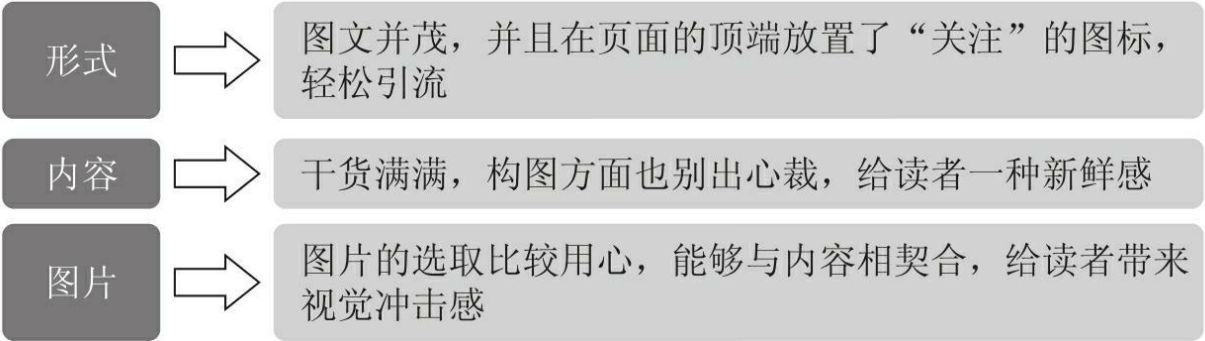 形式
图文并茂，并且在页面的顶端放置了“关注”的图标，
轻松引流
内容
干货满满，构图方面也别出心裁，给读者一种新鲜感
图片
图片的选取比较用心，能够与内容相契合，给读者带来
视觉冲击感